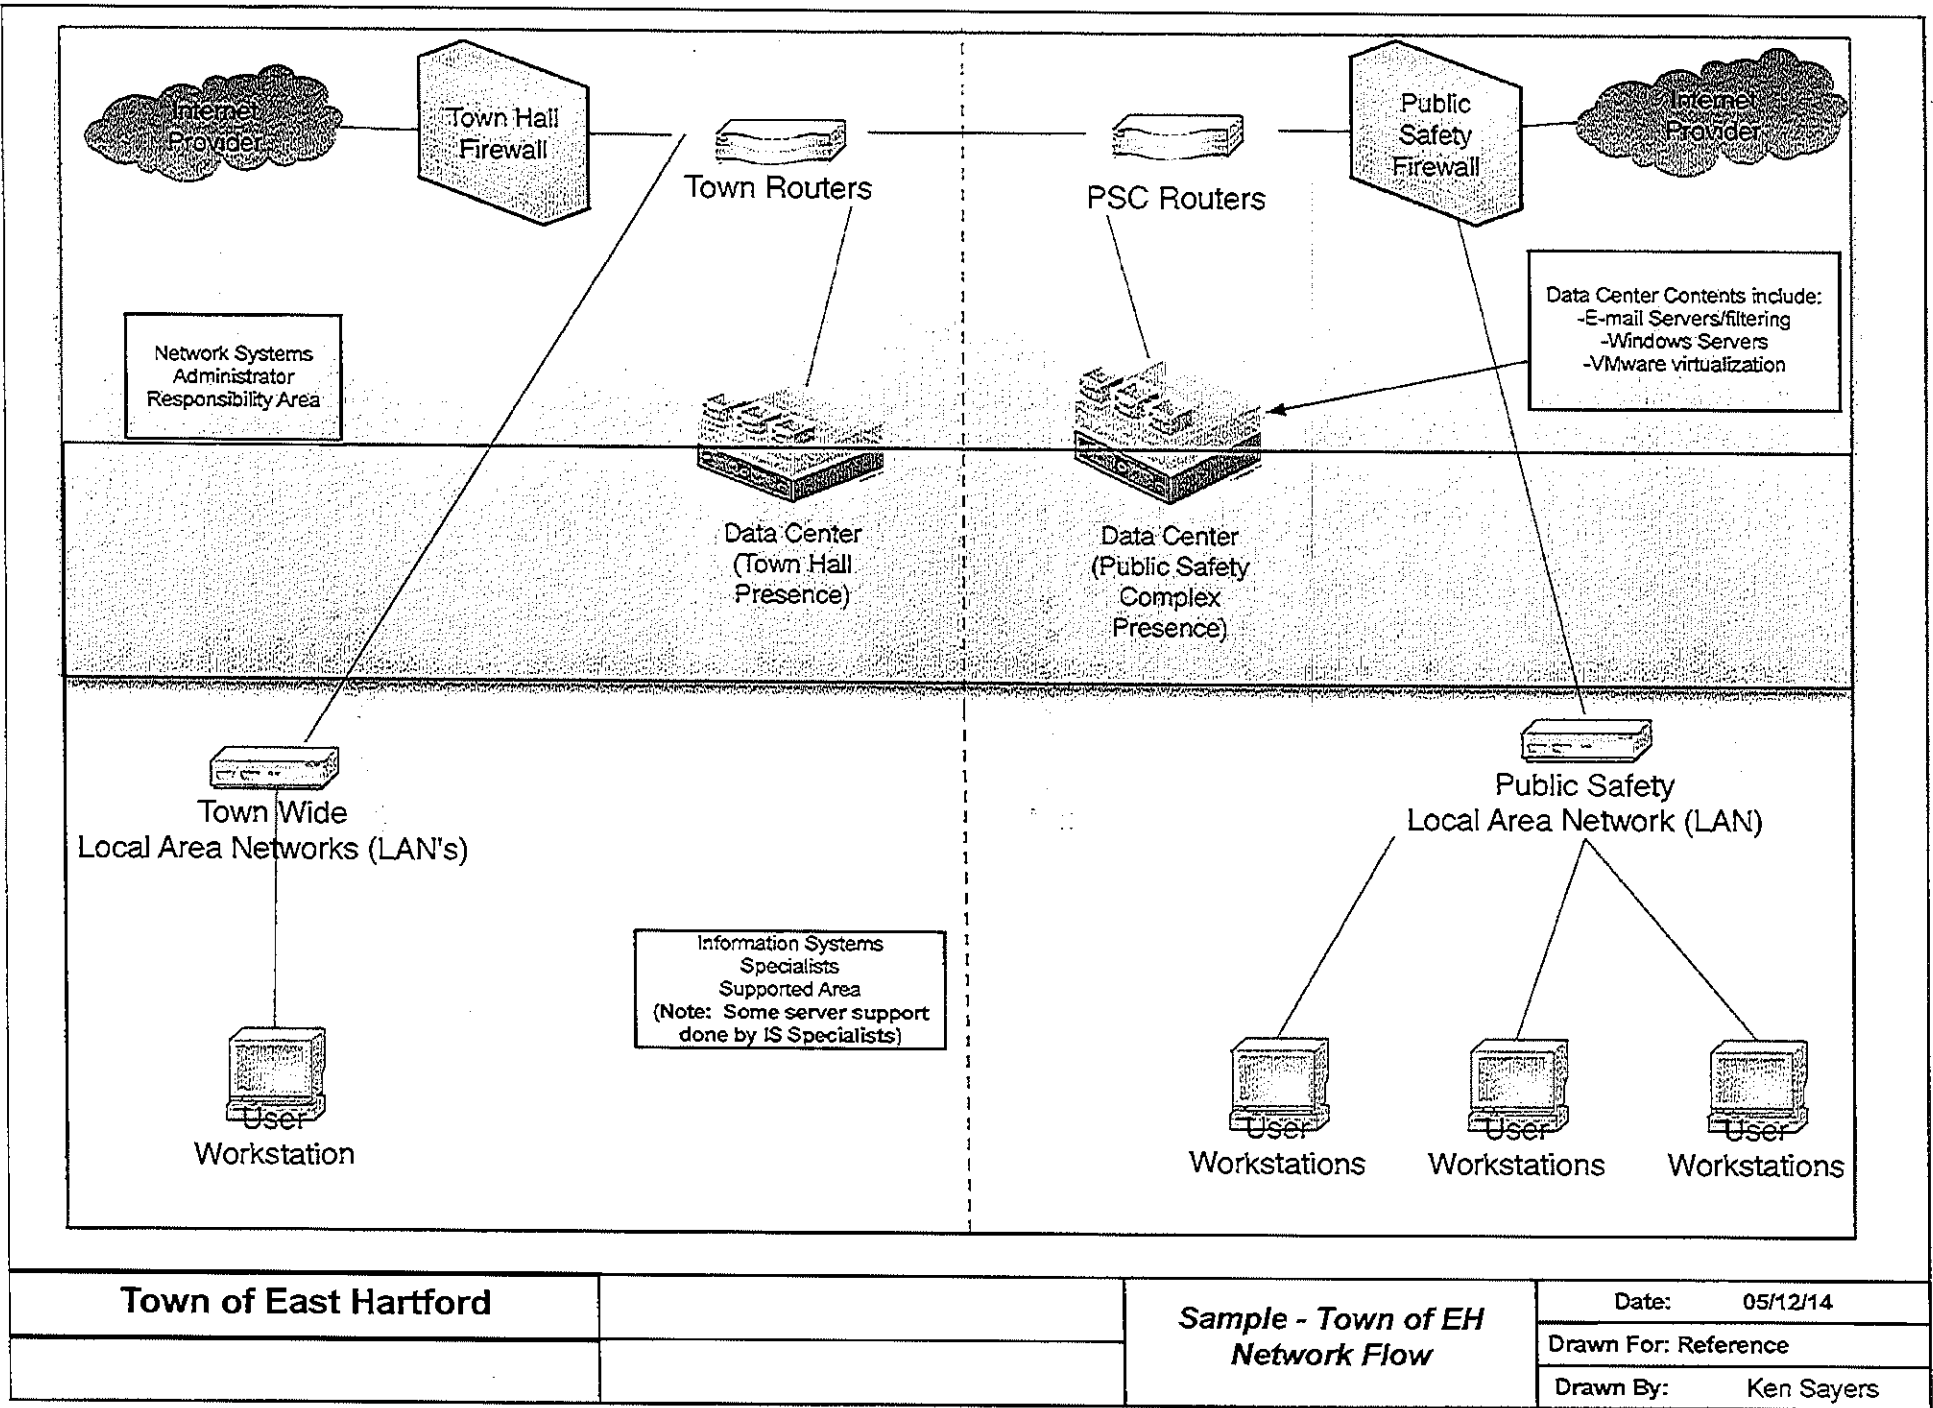 Internet
Provider
Town Hall
Firewall
Town Routers
PSC Routers
Public
Safety
Firewall
Internet
Provider
Network Systems
Administrator
Responsibility Area
Data Center Contents include:
-E-mail Servers/filtering
-Windows Servers
-VMware virtualization
Data Center
(Town Hall
Presence)
Data Center
(Public Safety
Complex
Presence)
Town Wide
Local Area Networks (LAN's)
Public Safety
Local Area Network (LAN)
Information Systems
Specialists
Supported Area
(Note: Some server support
done by IS Specialists)
User
Workstation
User
Workstations
User
Workstations
User
Workstations
Town of East Hartford
Sample - Town of EH
Network Flow
Date: 05/12/14
Drawn For: Reference
Drawn By: Ken Sayers